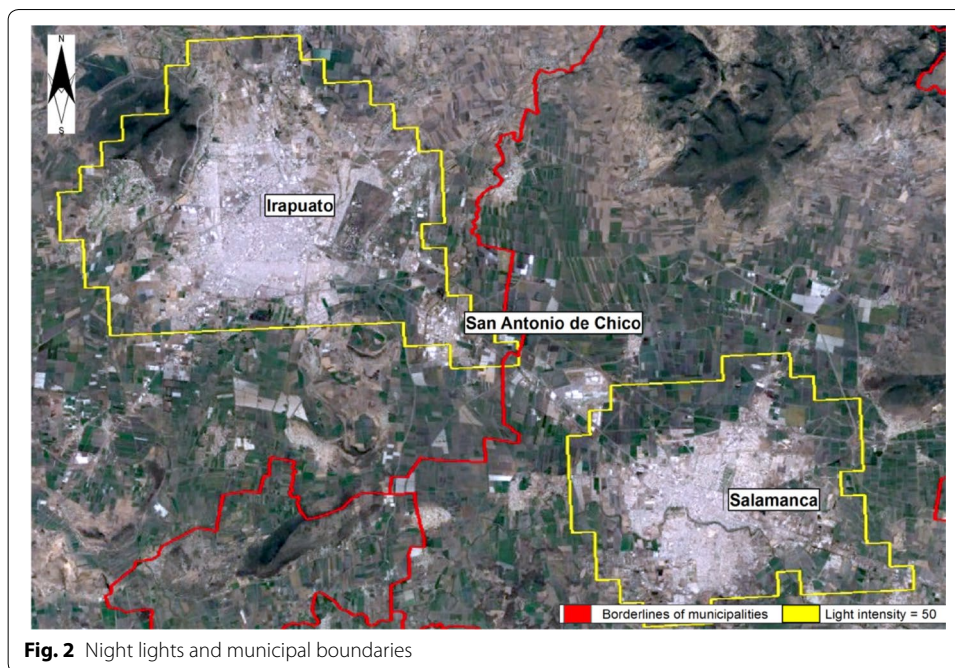 N
S
Irapuato
San Antonio de Chico
Salamanca
Borderlines of municipalities Light intensity = 50
Fig. 2 Night lights and municipal boundaries